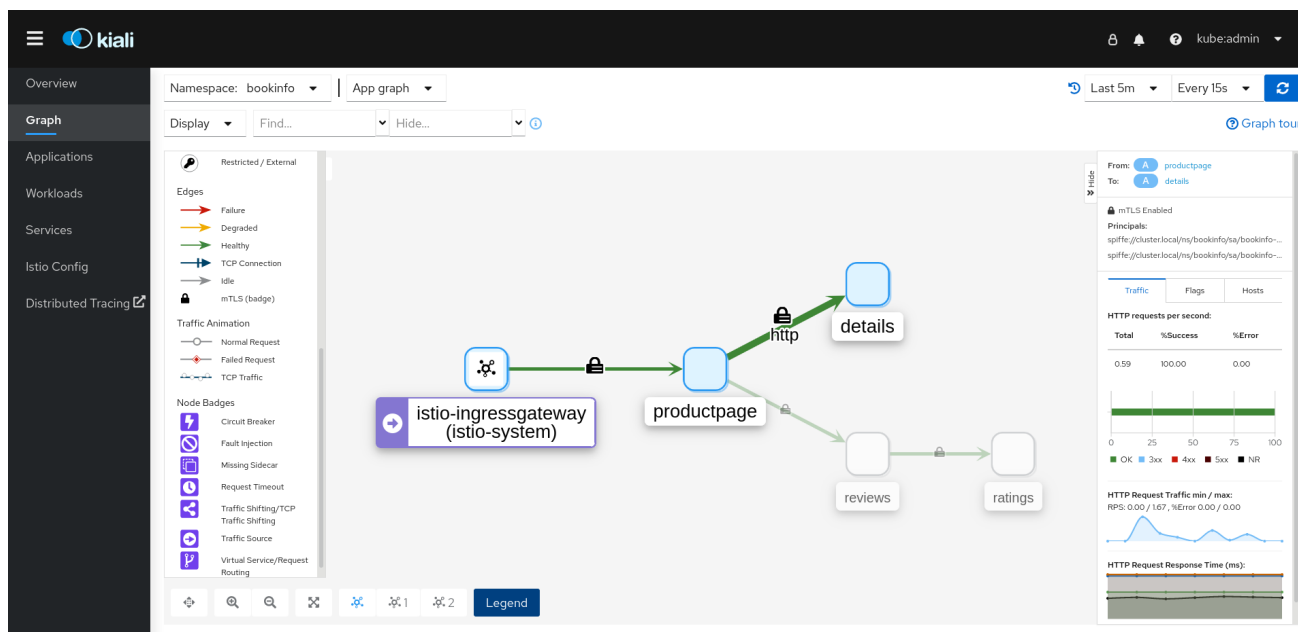 kiali
kube:admin
Overview
Graph
Applications
Workloads
Services
Istio Config
Distributed Tracing
Namespace: bookinfo
App graph
Last 5m
Every 15s
Display
Find...
Hide...
Graph tour
Restricted / External
Edges
Failure
Degraded
Healthy
TCP Connection
Idle
mTLS (badge)
Traffic Animation
Normal Request
Failed Request
TCP Traffic
Node Badges
Circuit Breaker
Fault Injection
Missing Sidecar
Request Timeout
Traffic Shifting/TCP
Traffic Shifting
Traffic Source
Virtual Service/Request
Routing
1
2
Legend
istio-ingressgateway
(istio-system)
productpage
http
details
reviews
ratings
Hide
From: A productpage
To: A details
mTLS Enabled
Principals:
spiffe://cluster.local/ns/bookinfo/sa/bookinfo-...
spiffe://cluster.local/ns/bookinfo/sa/bookinfo-...
Traffic
Flags
Hosts
HTTP requests per second:
Total %Success %Error
0.59 100.00 0.00
0 25 50 75 100
OK 3xx 4xx 5xx NR
HTTP Request Traffic min / max:
RPS: 0.00 / 1.67 , %Error 0.00 / 0.00
HTTP Request Response Time (ms):